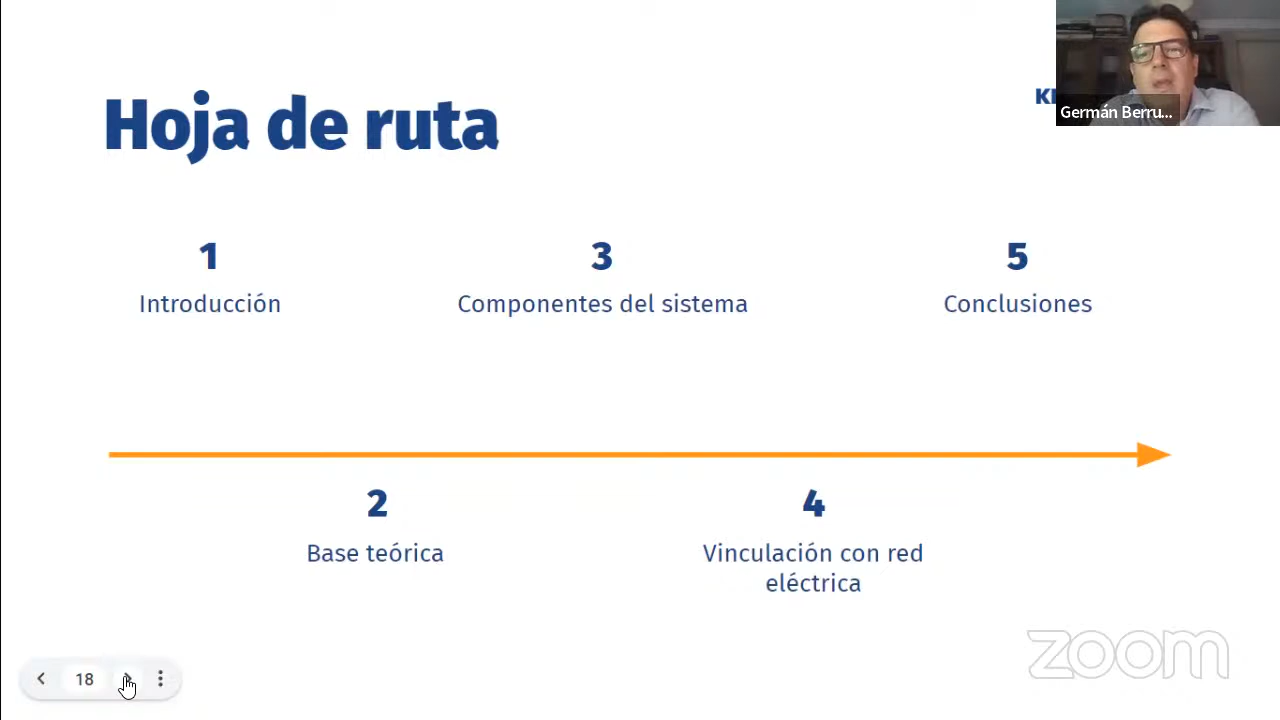 Hoja de ruta
Germán Berru...
1
Introducción
3
Componentes del sistema
5
Conclusiones
2
Base teórica
4
Vinculación con red
eléctrica
zoom
18